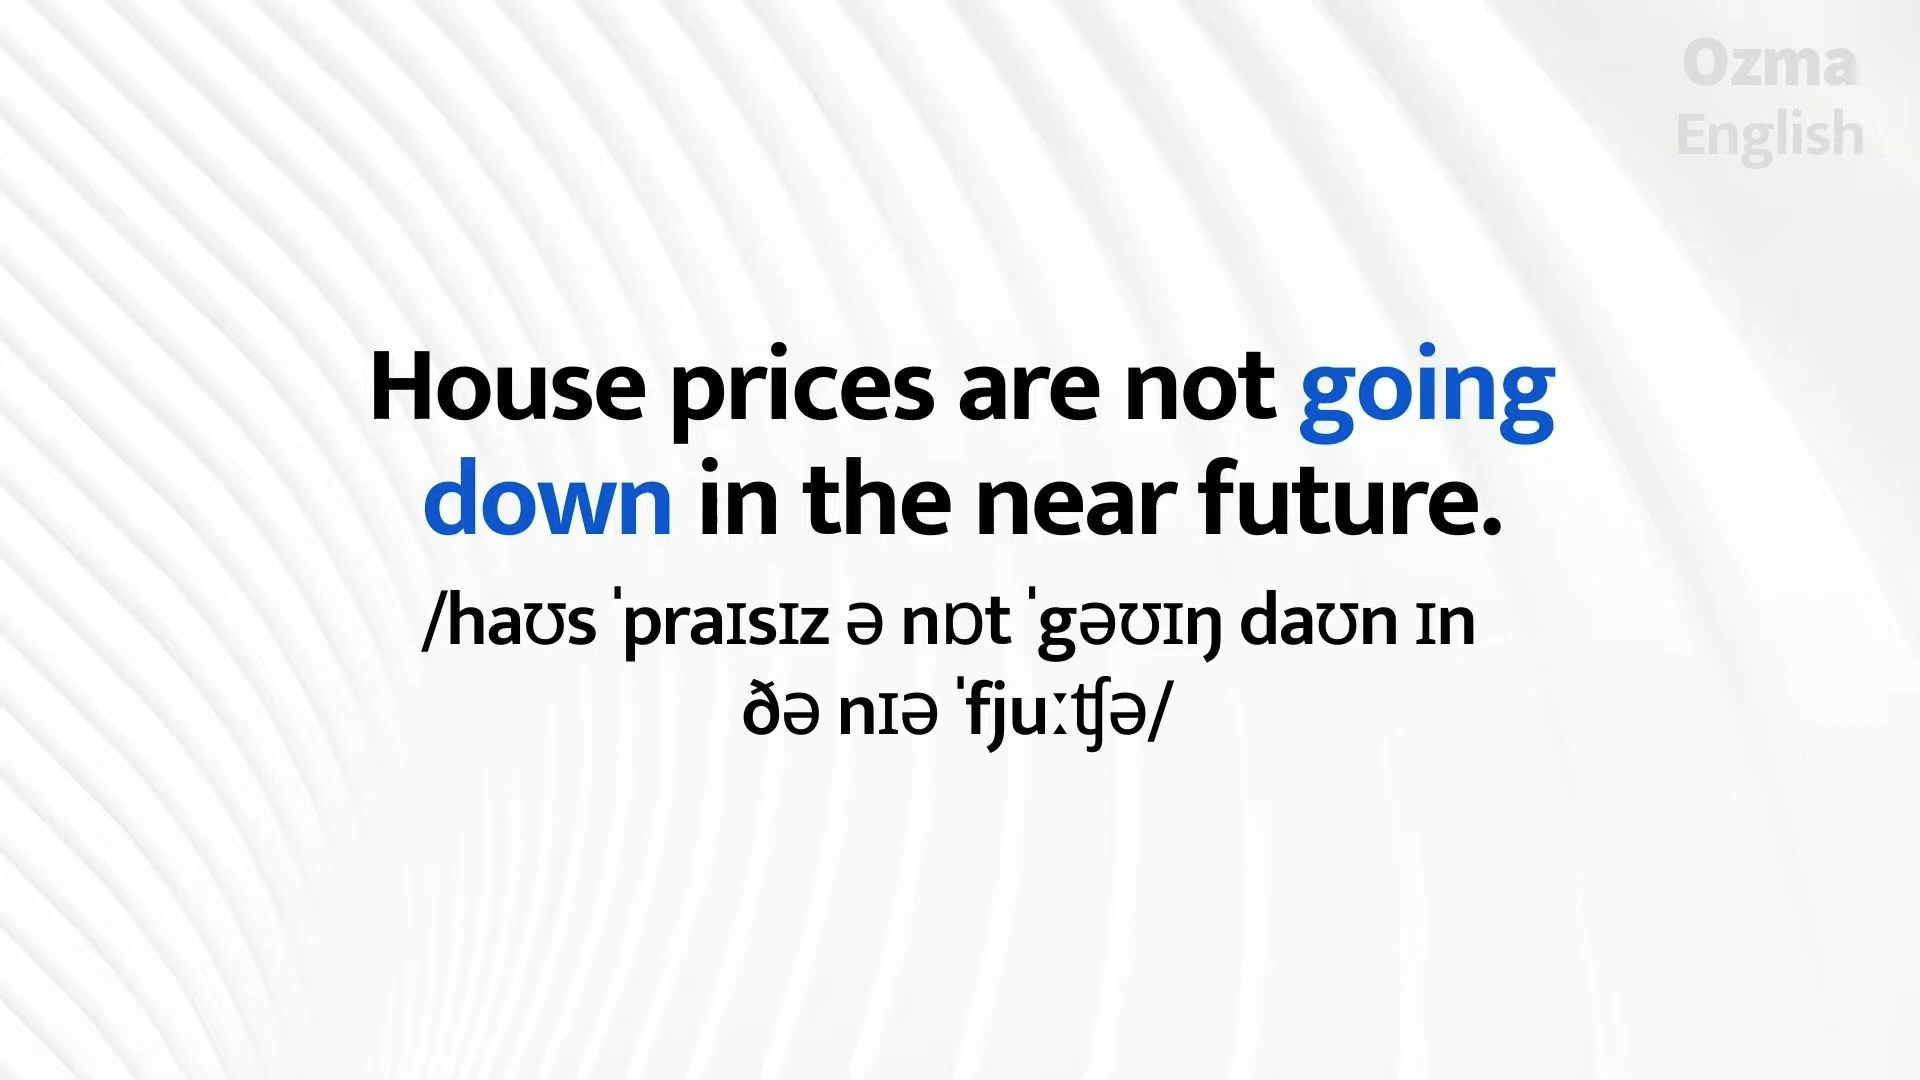 Ozma
English
House prices are not going
down in the near future.
/haʊs ˈpraɪsɪz ə nɒt ˈgəʊɪŋ daʊn ɪn
ðə nɪə ˈfjuːʧə/